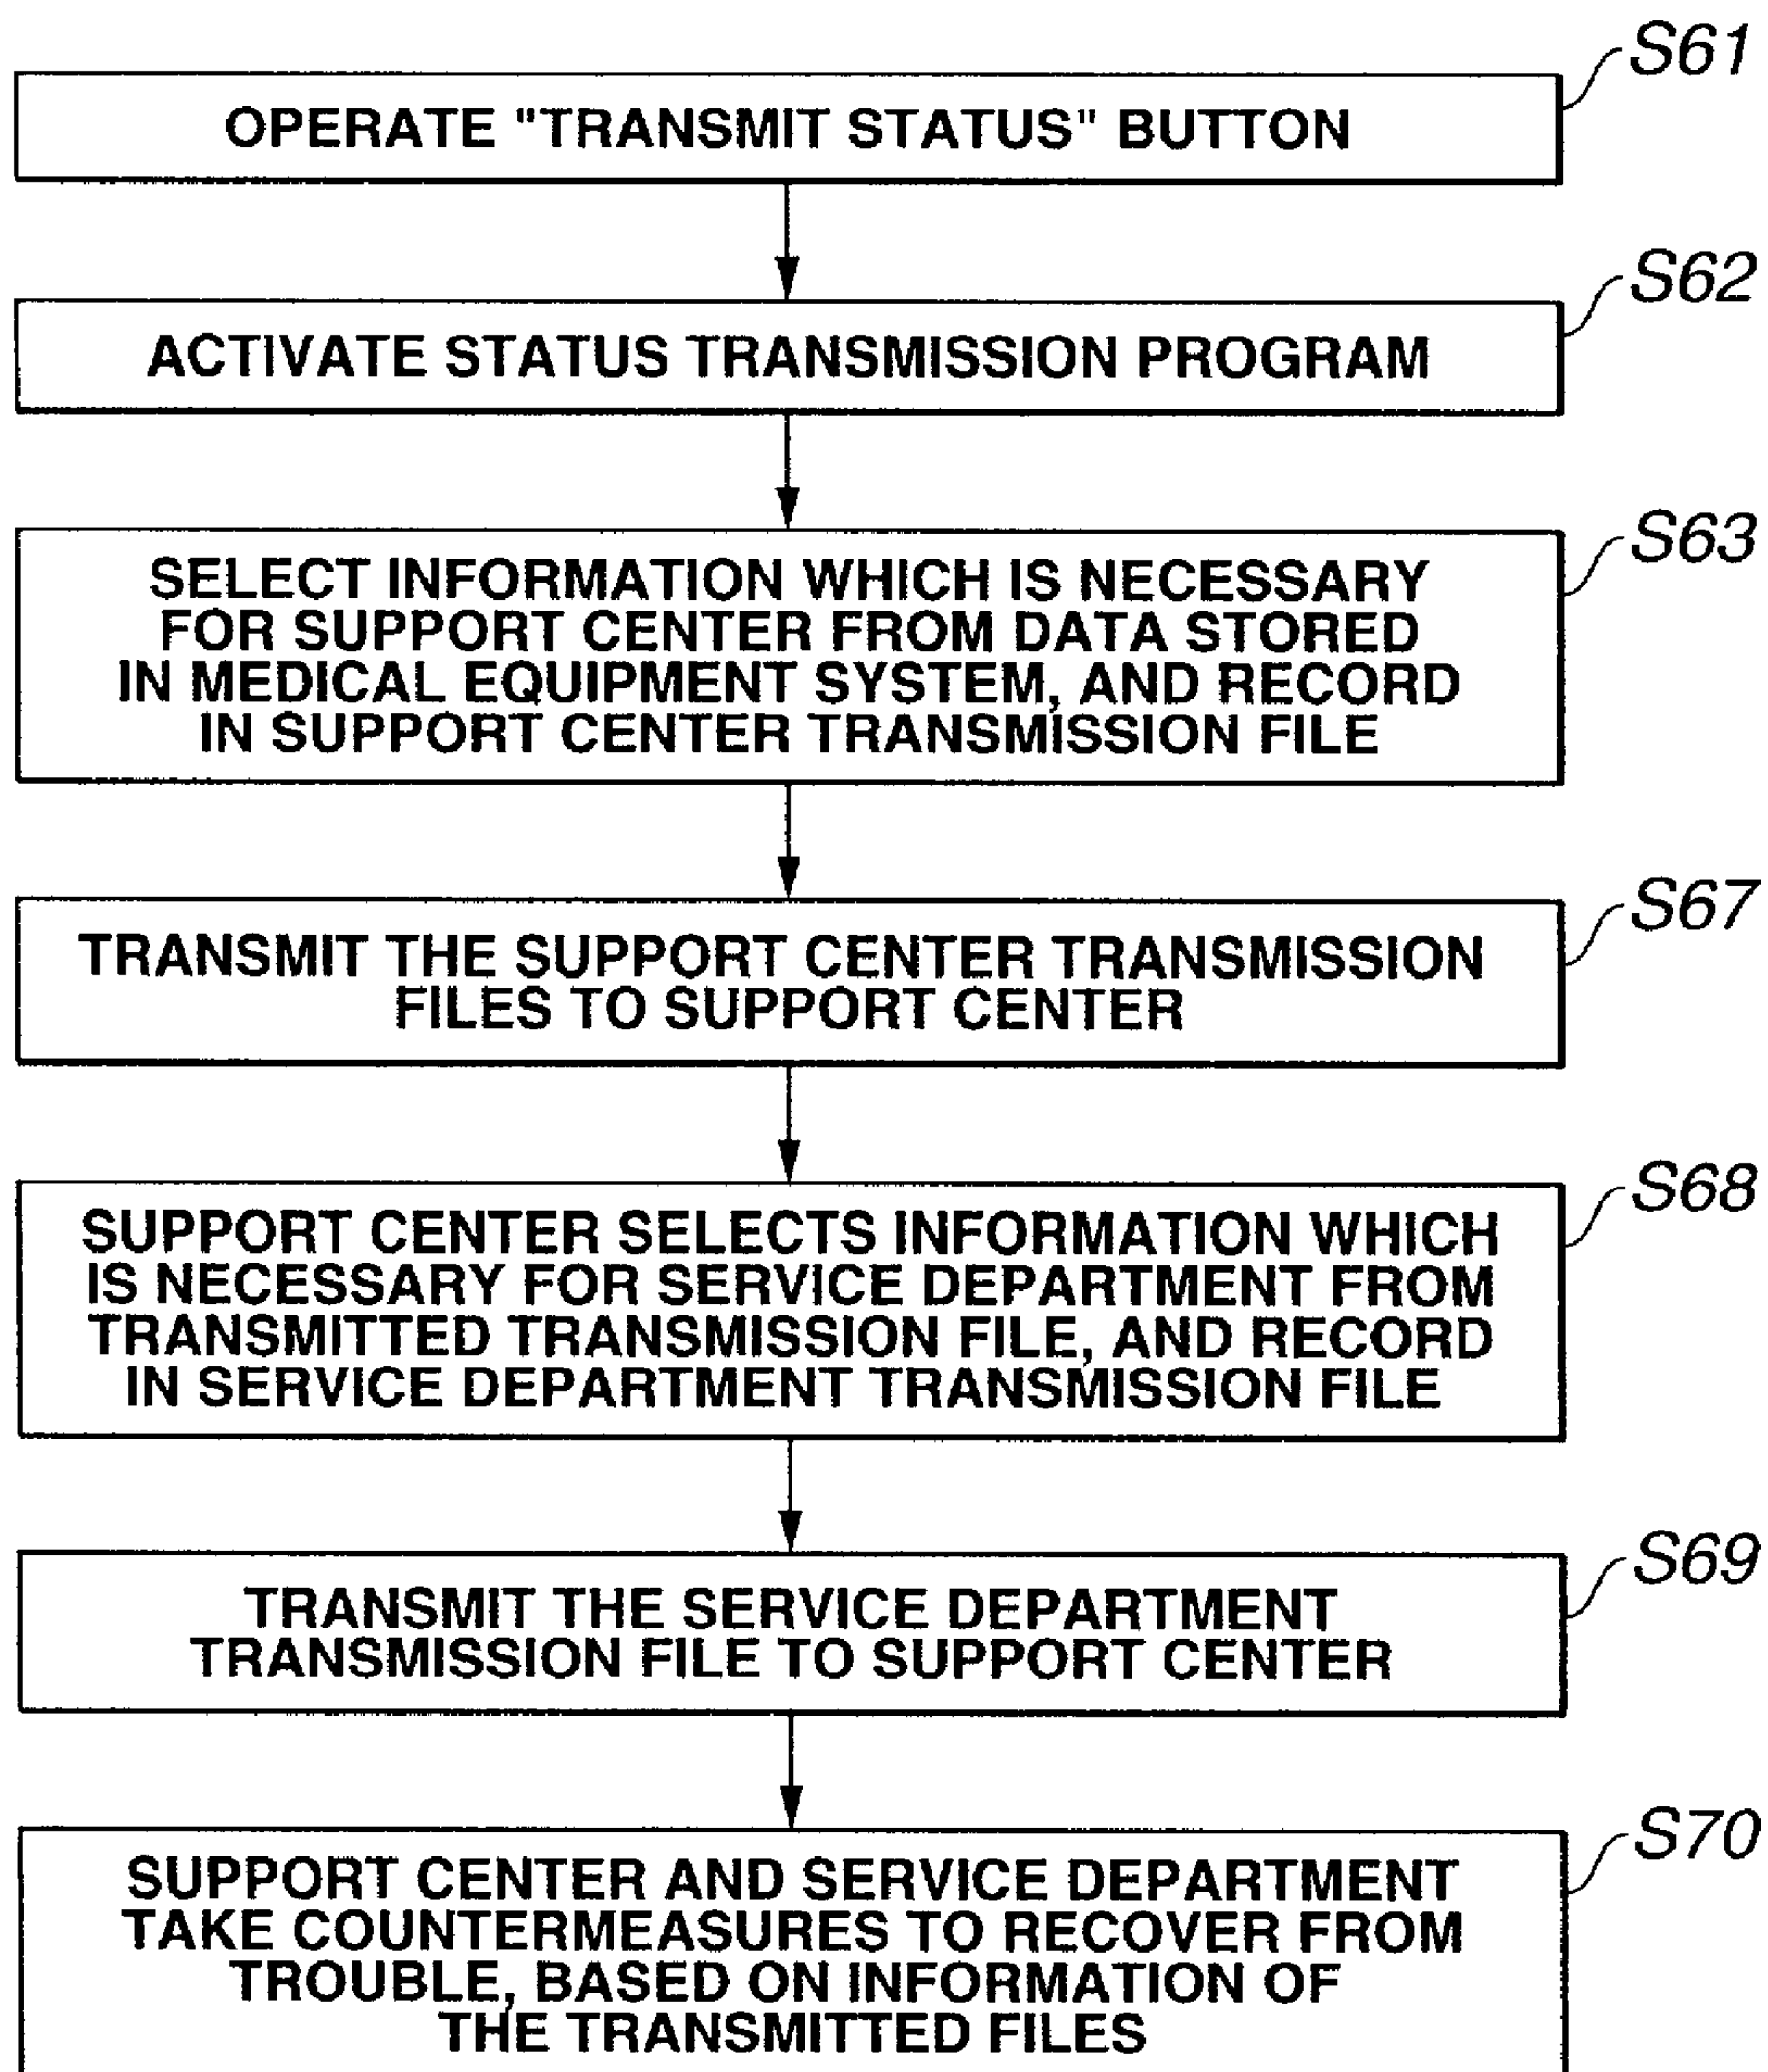 S61
OPERATE "TRANSMIT STATUS" BUTTON
S62
ACTIVATE STATUS TRANSMISSION PROGRAM
S63
SELECT INFORMATION WHICH IS NECESSARY
FOR SUPPORT CENTER FROM DATA STORED
IN MEDICAL EQUIPMENT SYSTEM, AND RECORD
IN SUPPORT CENTER TRANSMISSION FILE
S67
TRANSMIT THE SUPPORT CENTER TRANSMISSION
FILES TO SUPPORT CENTER
S68
SUPPORT CENTER SELECTS INFORMATION WHICH
IS NECESSARY FOR SERVICE DEPARTMENT FROM
TRANSMITTED TRANSMISSION FILE, AND RECORD
IN SERVICE DEPARTMENT TRANSMISSION FILE
S69
TRANSMIT THE SERVICE DEPARTMENT
TRANSMISSION FILE TO SUPPORT CENTER
S70
SUPPORT CENTER AND SERVICE DEPARTMENT
TAKE COUNTERMEASURES TO RECOVER FROM
TROUBLE, BASED ON INFORMATION OF
THE TRANSMITTED FILES